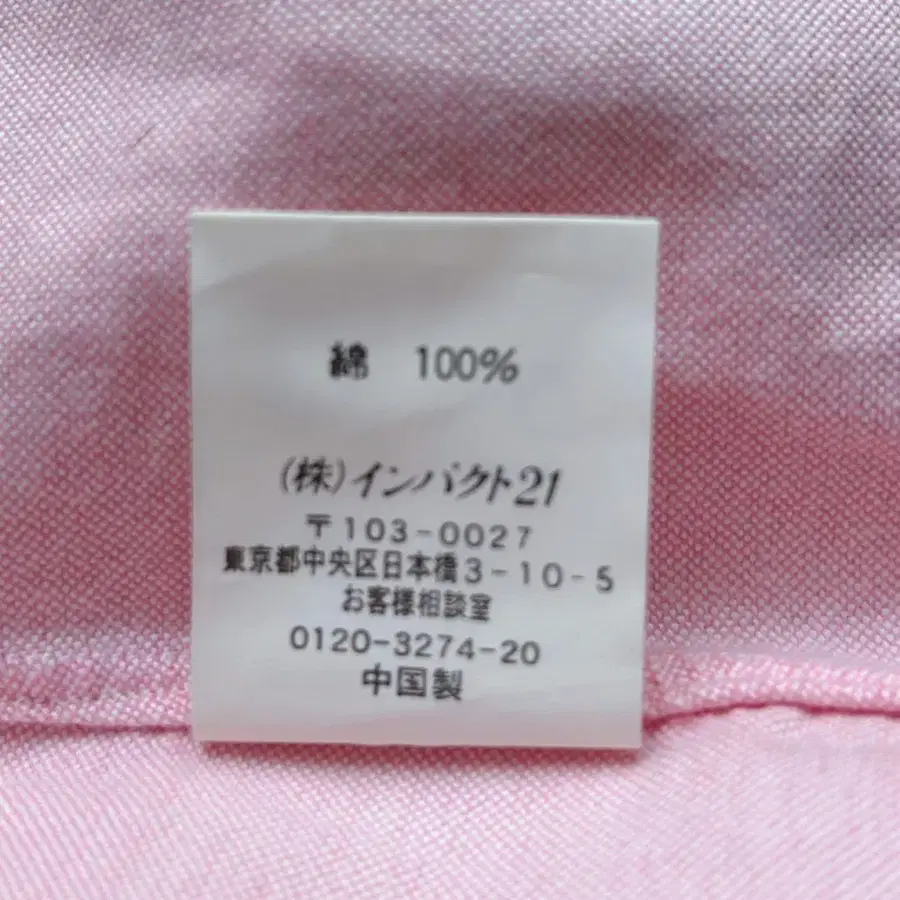 綿 100%
(株)インパクト21
〒103-0027
東京都中央区日本橋3-10-5
お客様相談室
0120-3274-20
中国製